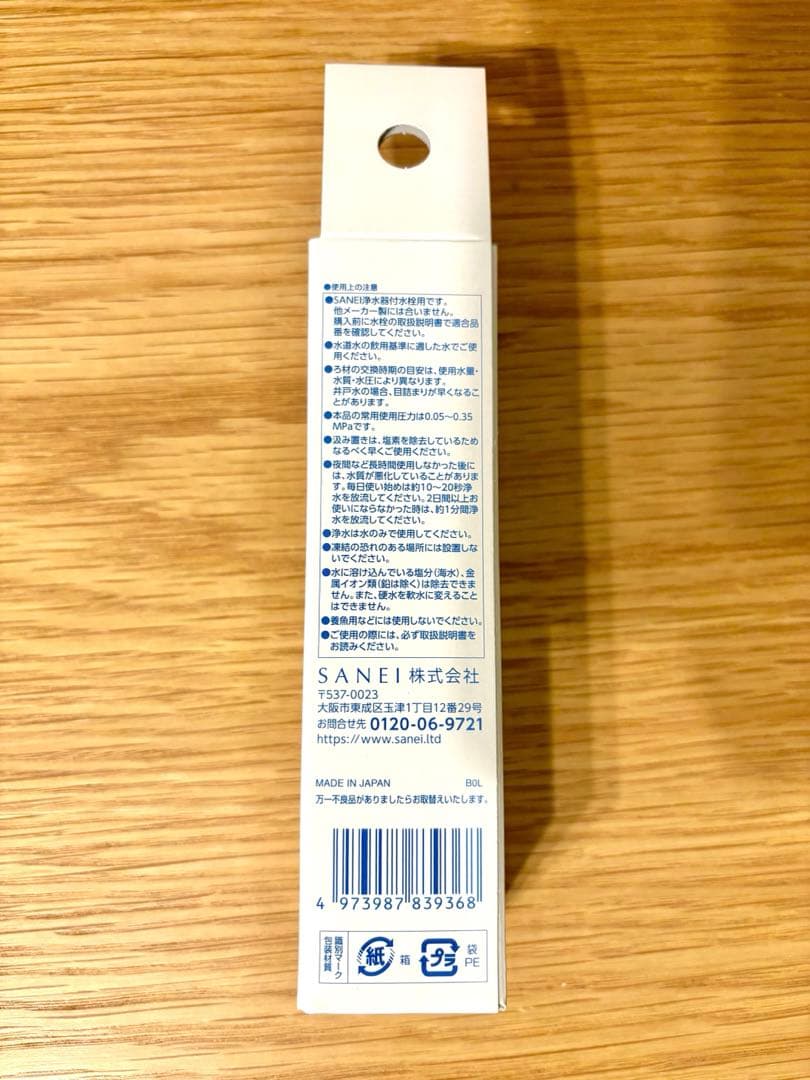 ●使用上の注意
●SANEI浄水器付水栓用です。
他メーカー製には合いません。
購入前に水栓の取扱説明書で適合品
番を確認してください。
●水道水の飲用基準に適した水でご使
用ください。
●ろ材の交換時期の目安は、使用水量・
水質・水圧により異なります。
井戸水の場合、目詰まりが早くなるこ
とがあります。
●本品の常用使用圧力は0.05〜0.35
MPaです。
●汲み置きは、塩素を除去しているため
なるべく早くご使用ください。
●夜間など長時間使用しなかった後に
は、水質が悪化していることがありま
す。毎日使い始めは約10〜20秒浄
水を放流してください。2日間以上お
使いにならなかった時は、約1分間浄
水を放流してください。
●浄水は水のみで使用してください。
●凍結の恐れのある場所には設置しな
いでください。
●水に溶け込んでいる塩分(海水)、金
属イオン類(鉛は除く)は除去できま
せん。また、硬水を軟水に変えること
はできません。
●養魚用などには使用しないでください。
●ご使用の際には、必ず取扱説明書を
お読みください。
SANEI 株式会社
〒537-0023
大阪市東成区玉津1丁目12番29号
お問合せ先 0120-06-9721
https://www.sanei.ltd
MADE IN JAPAN B0L
万一不良品がありましたらお取替えいたします。
4 973987 839368
識別マーク
包装材質
紙 箱
プラ 袋
PE